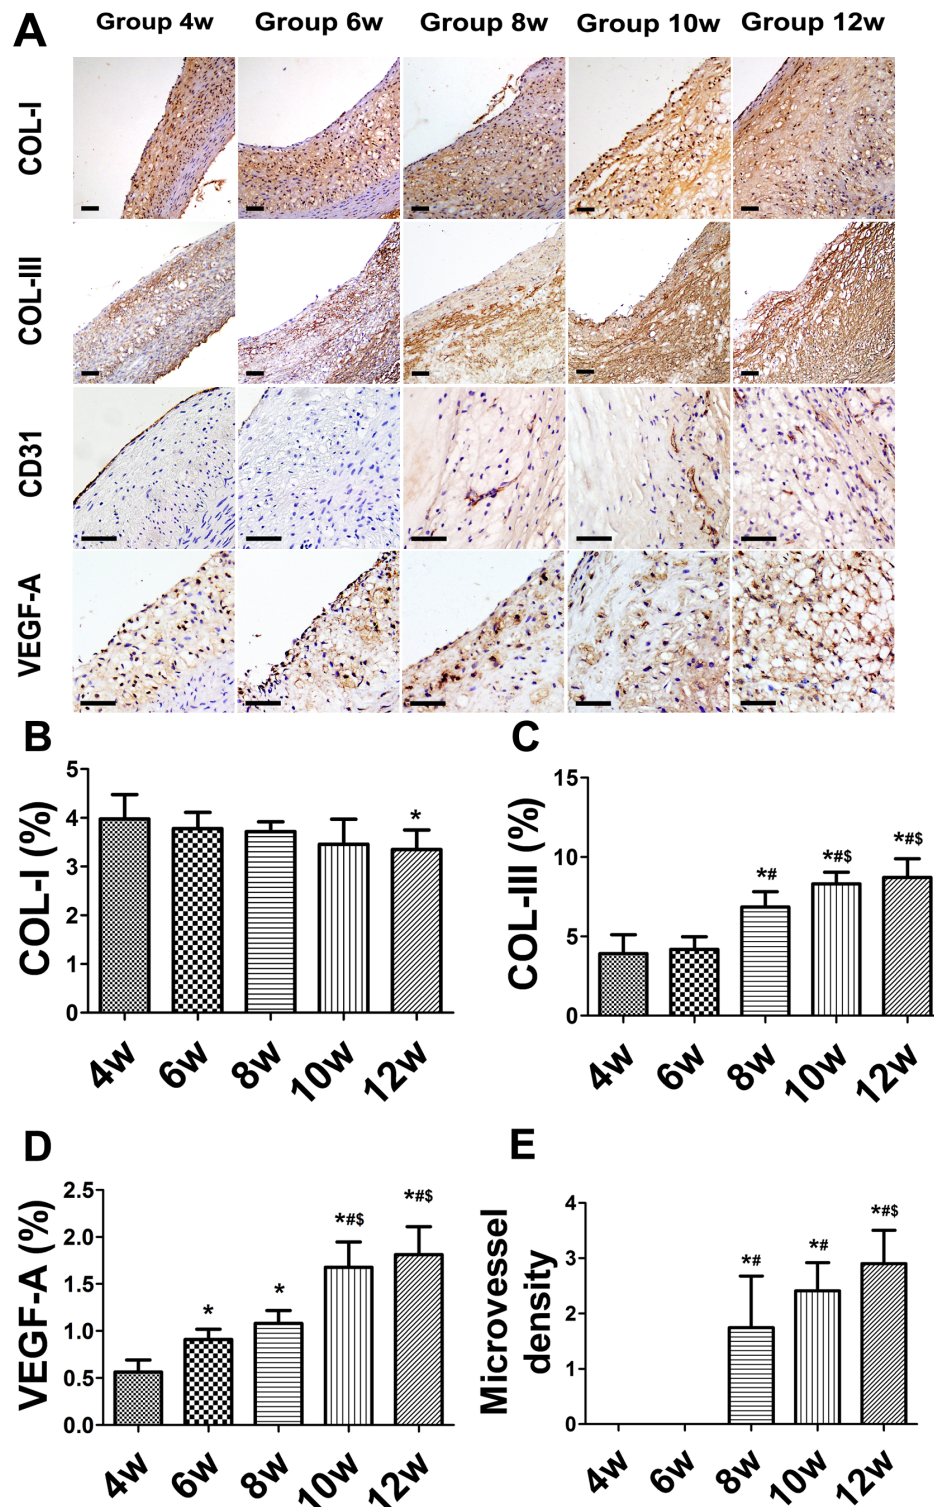 A
Group 4w Group 6w Group 8w Group 10w Group 12w
COL-I
COL-III
CD31
VEGF-A
B
COL-I (%)
5
4
3
2
1
0
*
4w 6w 8w 10w 12w
C
COL-III (%)
15
10
5
0
*# *#$ *#$
4w 6w 8w 10w 12w
D
VEGF-A (%)
2.5
2.0
1.5
1.0
0.5
0.0
* * *#$ *#$
4w 6w 8w 10w 12w
E
Microvessel
density
4
3
2
1
0
*# *# *#$
4w 6w 8w 10w 12w